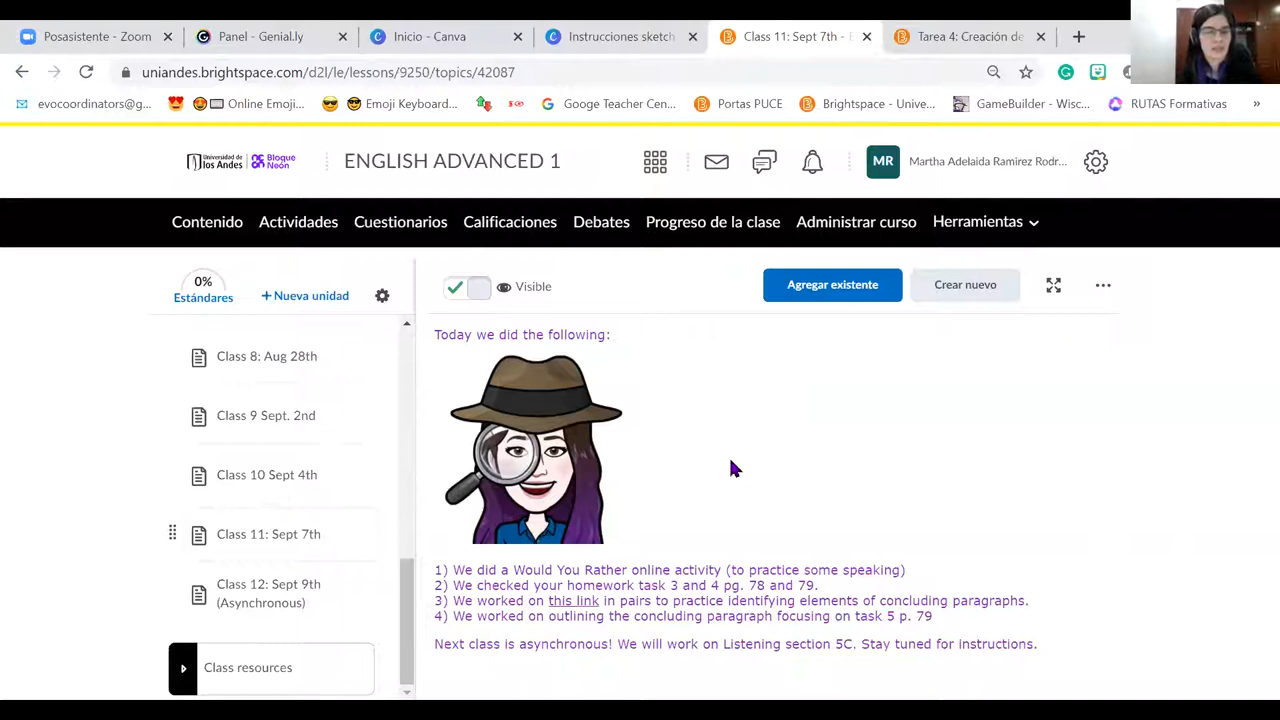 Posasistente - Zoom
Panel - Genial.ly
Inicio - Canva
Instrucciones sketch
Class 11: Sept 7th -
Tarea 4: Creación de
uniandes.brightspace.com/d2l/le/lessons/9250/topics/42087
evocoordinators@g...
Online Emoji...
Emoji Keyboard...
Googe Teacher Cen...
Portas PUCE
Brightspace - Unive...
GameBuilder - Wisc...
RUTAS Formativas
»
Universidad de los Andes
Bloque Neón
ENGLISH ADVANCED 1
MR
Martha Adelaida Ramirez Rodr...
Contenido Actividades Cuestionarios Calificaciones Debates Progreso de la clase Administrar curso Herramientas
0%
Estándares
+ Nueva unidad
Visible
Agregar existente
Crear nuevo
Class 8: Aug 28th
Class 9 Sept. 2nd
Class 10 Sept 4th
Class 11: Sept 7th
Class 12: Sept 9th
(Asynchronous)
Class resources
Today we did the following:
1) We did a Would You Rather online activity (to practice some speaking)
2) We checked your homework task 3 and 4 pg. 78 and 79.
3) We worked on this link in pairs to practice identifying elements of concluding paragraphs.
4) We worked on outlining the concluding paragraph focusing on task 5 p. 79
Next class is asynchronous! We will work on Listening section 5C. Stay tuned for instructions.